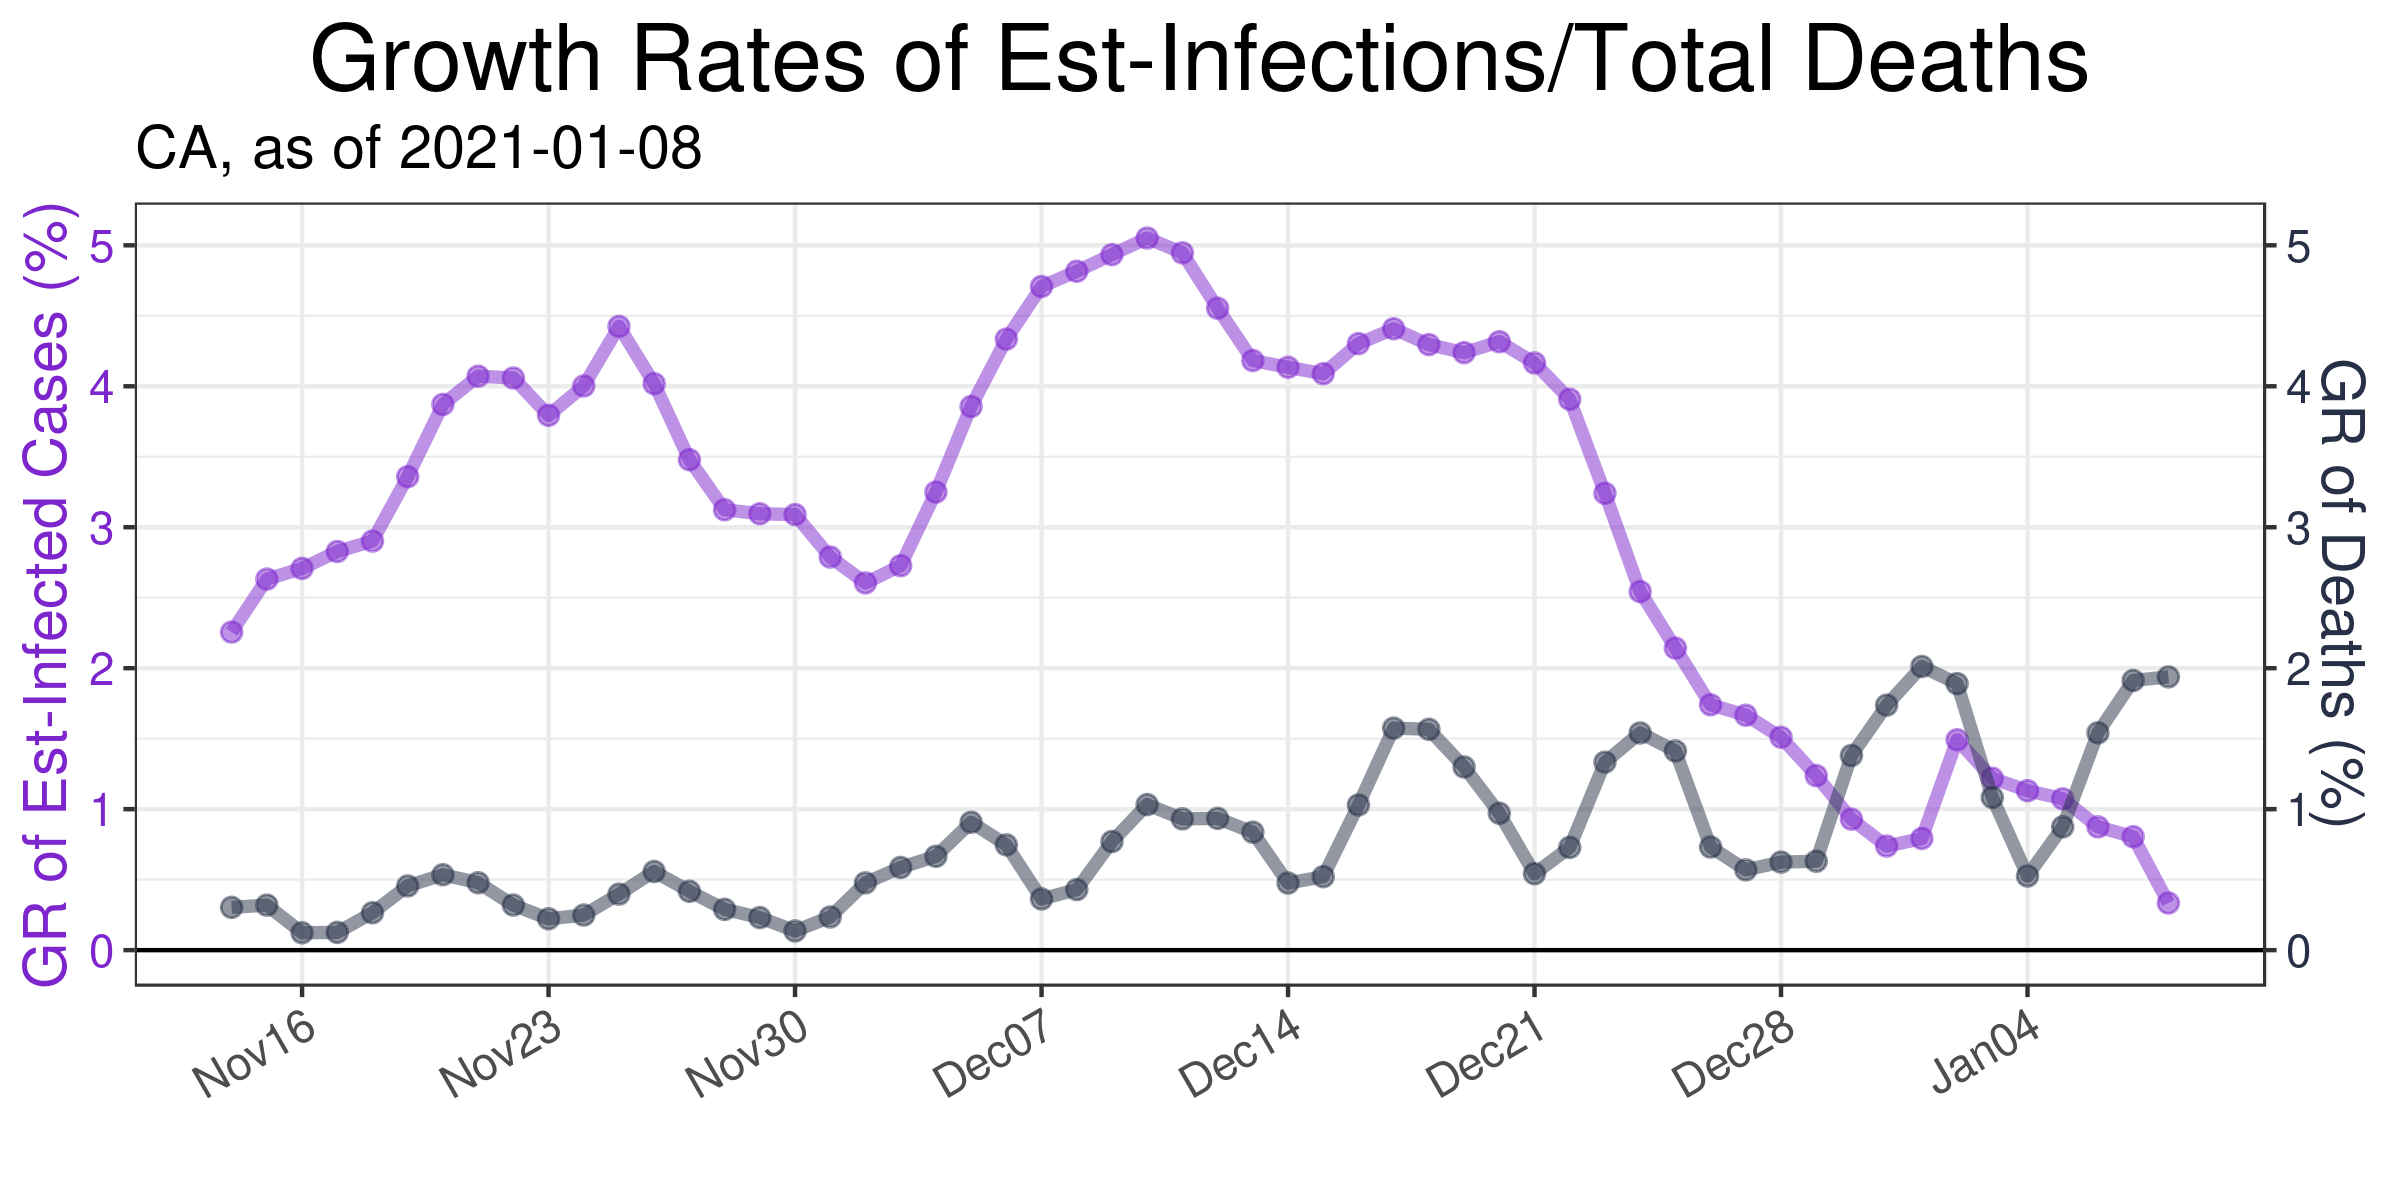 Growth Rates of Est-Infections/Total Deaths
CA, as of 2021-01-08
GR of Est-Infected Cases (%)
5
4
3
2
1
0
5
4
3
2
1
0
GR of Deaths (%)
Nov16
Nov23
Nov30
Dec07
Dec14
Dec21
Dec28
Jan04